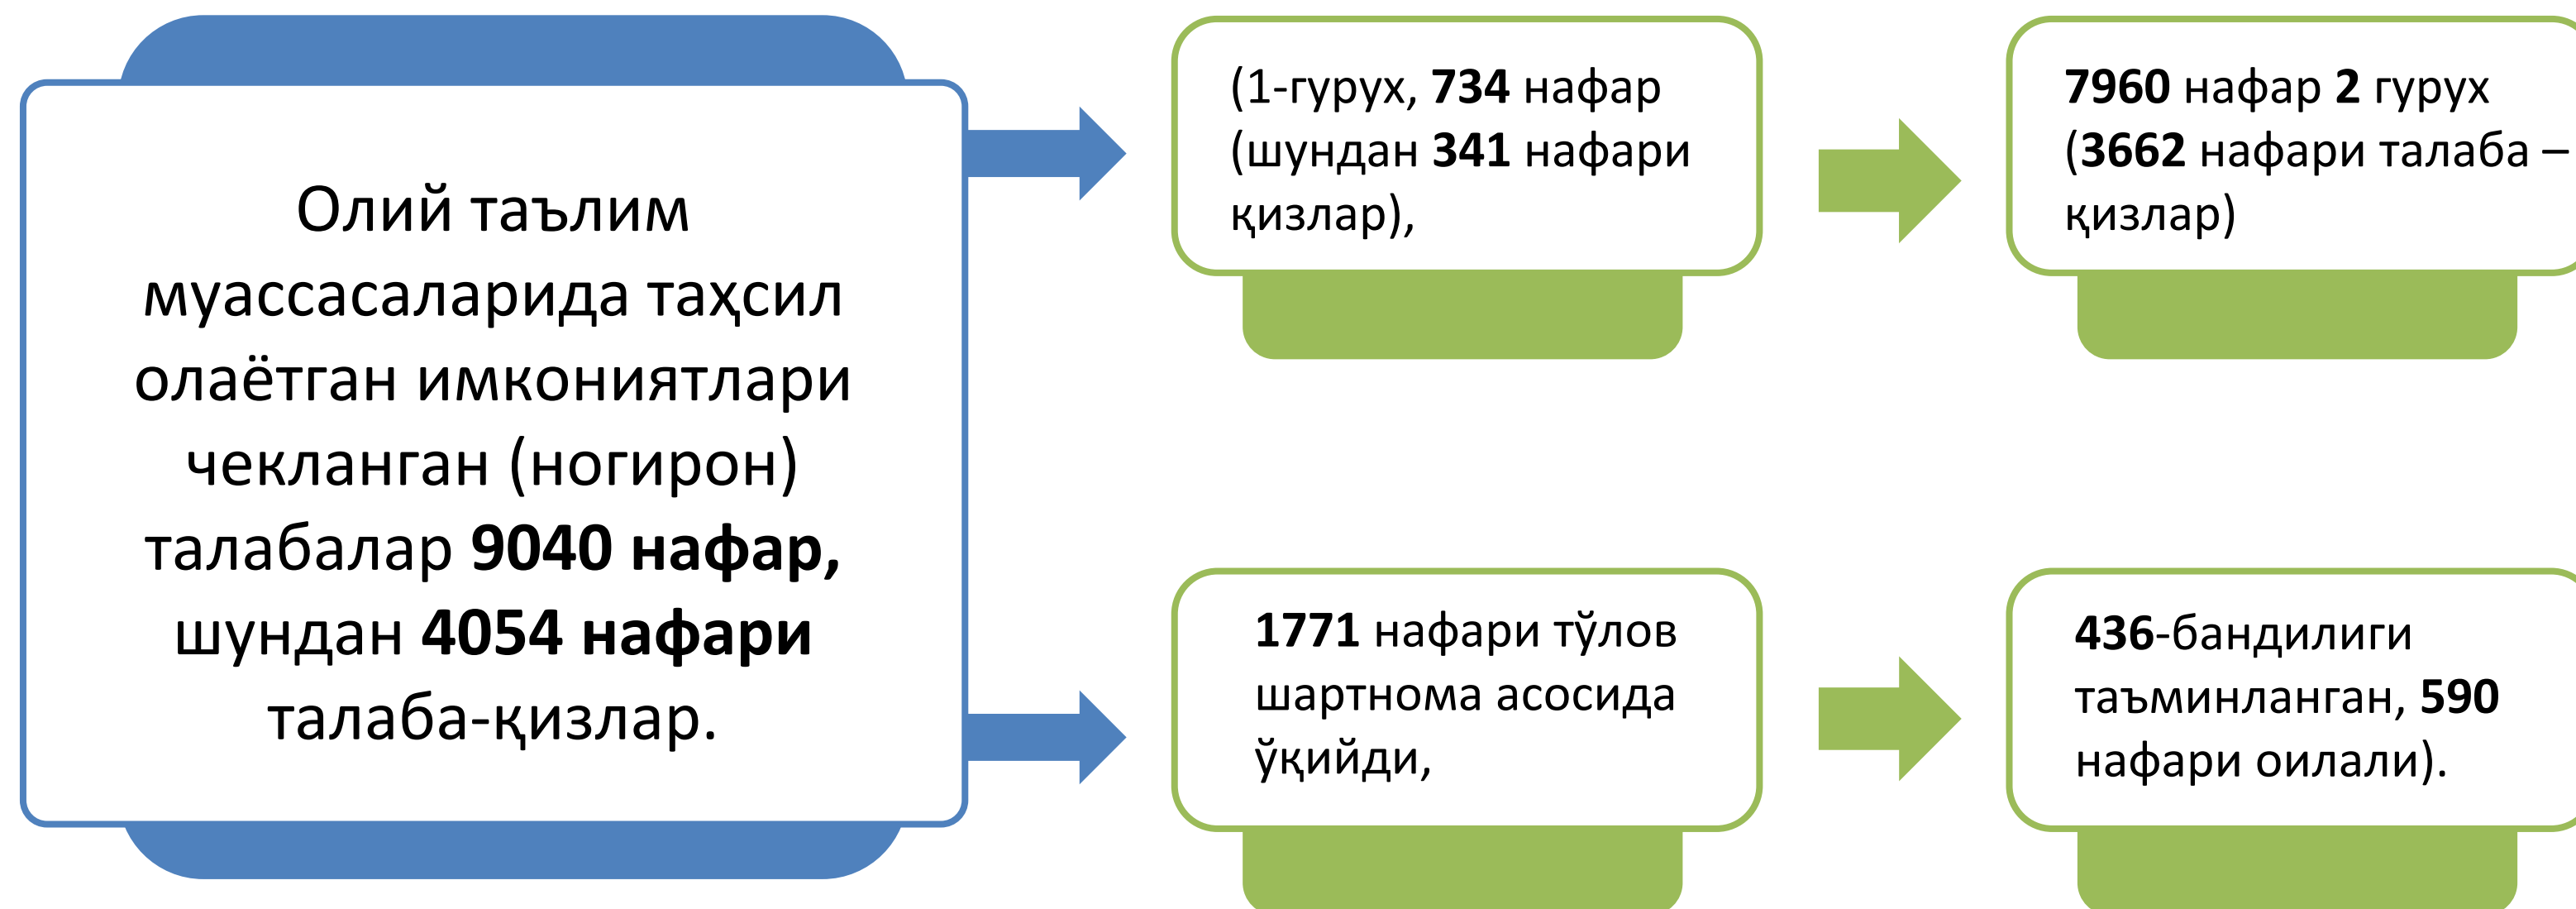 Олий таълим
муассасаларида таҳсил
олаётган имкониятлари
чекланган (ногирон)
талабалар 9040 нафар,
шундан 4054 нафари
талаба-қизлар.
(1-гурух, 734 нафар
(шундан 341 нафари
қизлар),
7960 нафар 2 гурух
(3662 нафари талаба –
қизлар)
1771 нафари тўлов
шартнома асосида
ўқийди,
436-бандилиги
таъминланган, 590
нафари оилали).